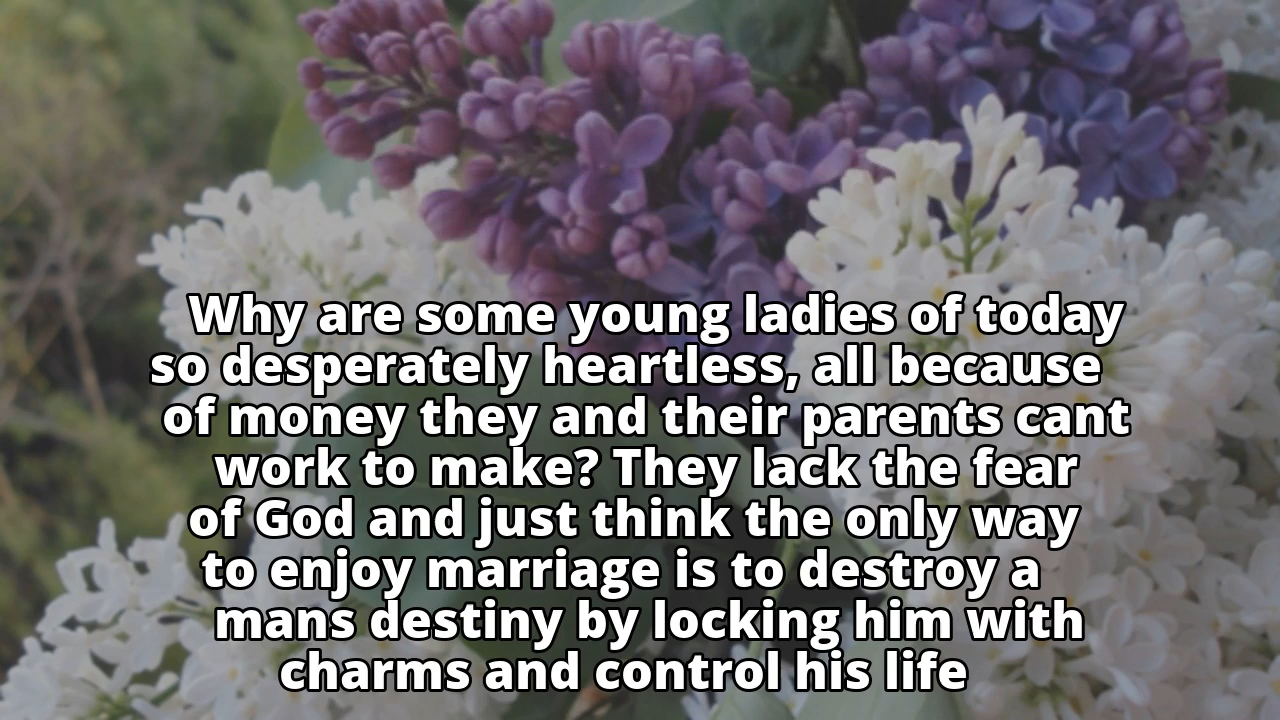 Why are some young ladies of today
so desperately heartless, all because
of money they and their parents cant
work to make? They lack the fear
of God and just think the only way
to enjoy marriage is to destroy a
mans destiny by locking him with
charms and control his life